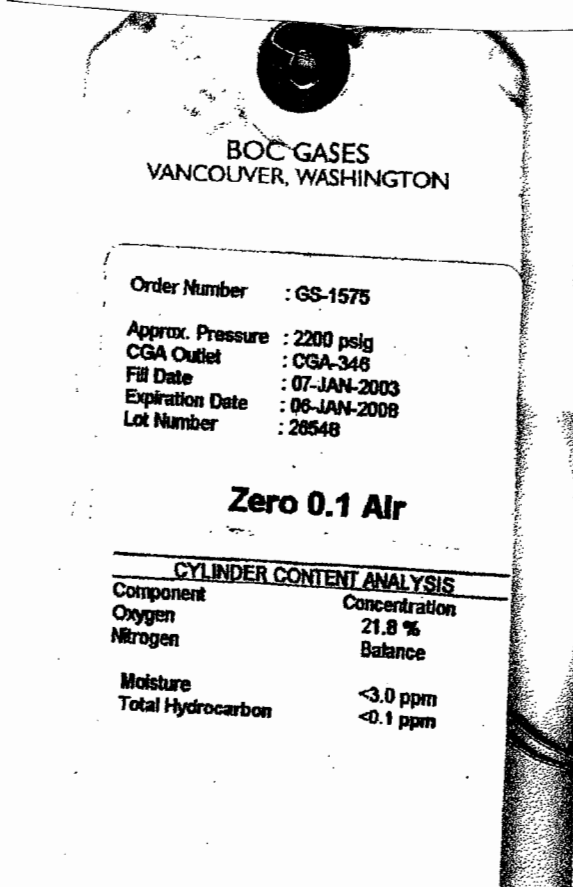 BOC GASES
VANCOUVER, WASHINGTON
Order Number : GS-1575
Approx. Pressure : 2200 psig
CGA Outlet : CGA-346
Fill Date : 07-JAN-2003
Expiration Date : 06-JAN-2008
Lot Number : 26548
Zero 0.1 Air
CYLINDER CONTENT ANALYSIS
Component Concentration
Oxygen 21.8 %
Nitrogen Balance
Moisture <3.0 ppm
Total Hydrocarbon <0.1 ppm